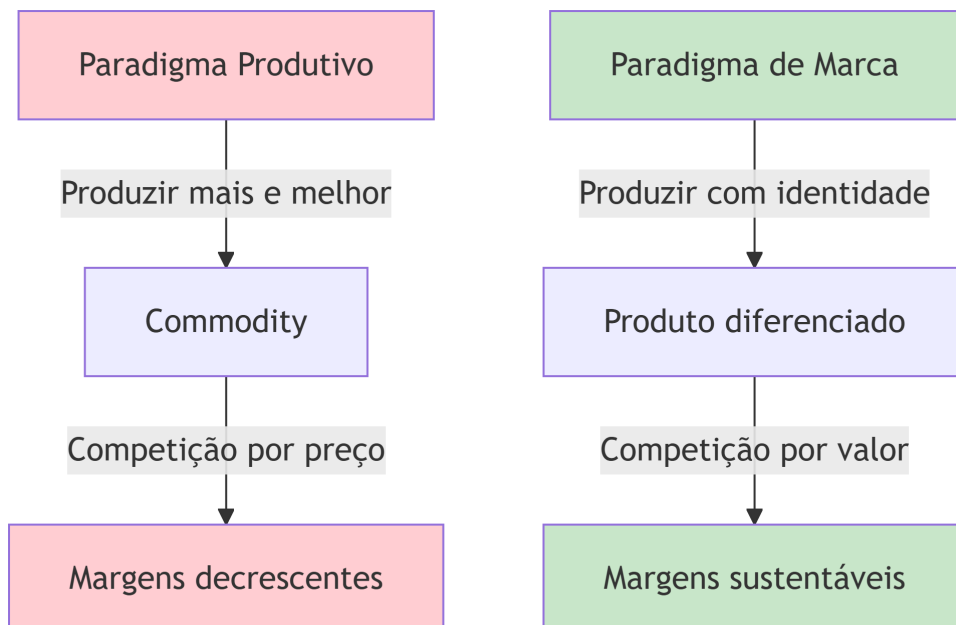 Paradigma Produtivo
Produzir mais e melhor
Commodity
Competição por preço
Margens decrescentes
Paradigma de Marca
Produzir com identidade
Produto diferenciado
Competição por valor
Margens sustentáveis